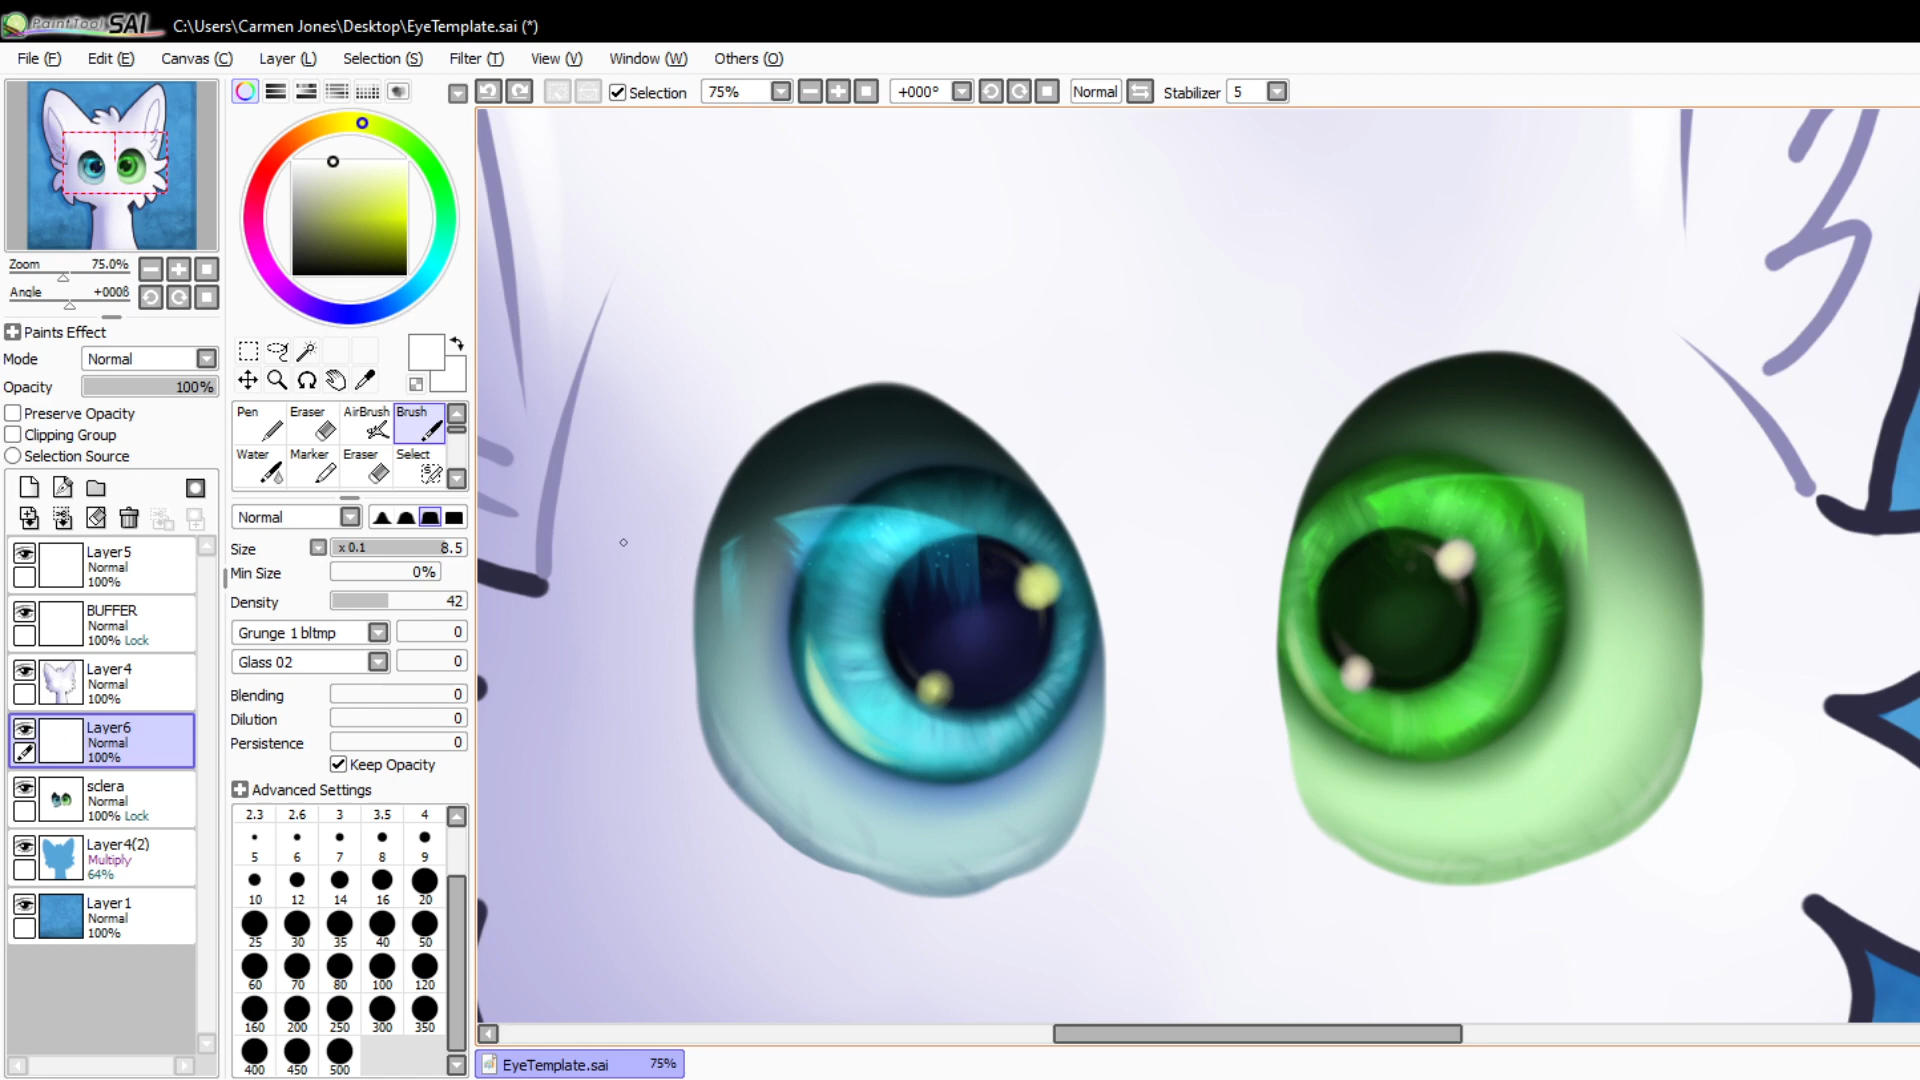 PaintTool SAI C:\Users\Carmen Jones\Desktop\EyeTemplate.sai (*)
File (F) Edit (E) Canvas (C) Layer (L) Selection (S) Filter (T) View (V) Window (W) Others (O)
Selection 75% +000° Normal Stabilizer 5
Zoom 75.0%
Angle +000ß
Paints Effect
Mode Normal
Opacity 100%
Preserve Opacity
Clipping Group
Selection Source
Layer5
Normal
100%
BUFFER
Normal
100% Lock
Layer4
Normal
100%
Layer6
Normal
100%
sclera
Normal
100% Lock
Layer4(2)
Multiply
64%
Layer1
Normal
100%
Pen Eraser AirBrush Brush
Water Marker Eraser Select
Normal
Size x 0.1 8.5
Min Size 0%
Density 42
Grunge 1 bltmp 0
Glass 02 0
Blending 0
Dilution 0
Persistence 0
Keep Opacity
Advanced Settings
2.3 2.6 3 3.5 4
5 6 7 8 9
10 12 14 16 20
25 30 35 40 50
60 70 80 100 120
160 200 250 300 350
400 450 500
EyeTemplate.sai 75%